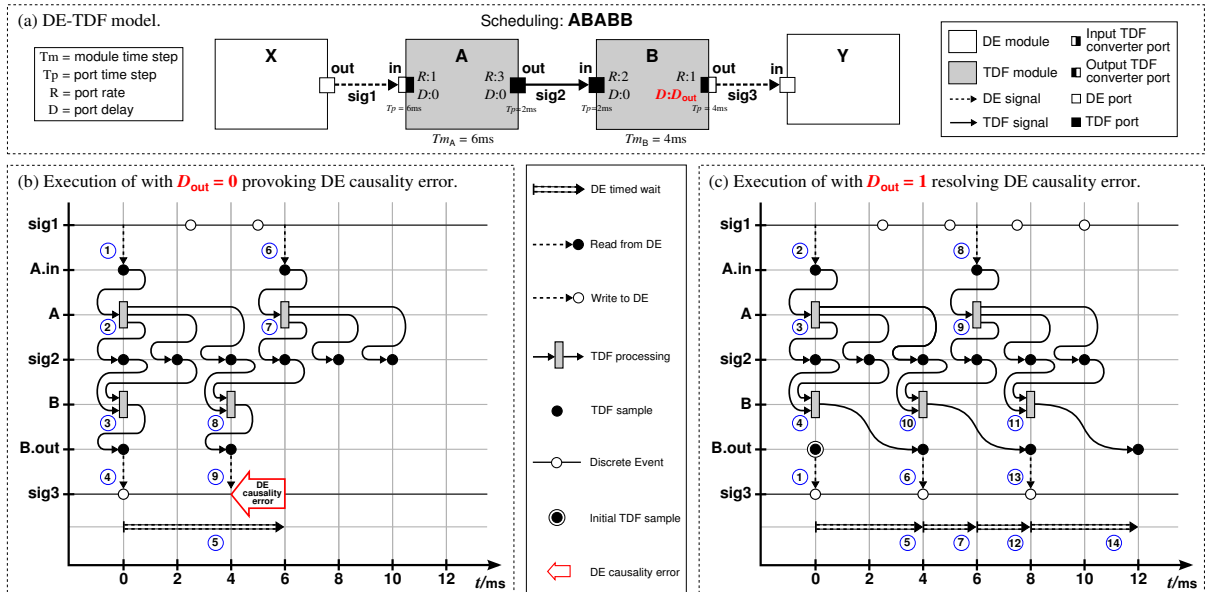 (a) DE-TDF model.
Scheduling: ABABB
Tm = module time step
Tp = port time step
R = port rate
D = port delay
X
out
sig1
in
A
R:1
D:0
Tp = 6ms
R:3
D:0
Tp=2ms
TmA = 6ms
out
sig2
in
B
R:2
D:0
Tp=2ms
R:1
D:Dout
Tp = 4ms
TmB = 4ms
out
sig3
in
Y
DE module
TDF module
DE signal
TDF signal
Input TDF
converter port
Output TDF
converter port
DE port
TDF port
(b) Execution of with Dout = 0 provoking DE causality error.
sig1
A.in
A
sig2
B
B.out
sig3
1
6
2
7
3
8
4
9
DE
causality
error
5
0 2 4 6 8 10 12 t/ms
DE timed wait
Read from DE
Write to DE
TDF processing
TDF sample
Discrete Event
Initial TDF sample
DE causality error
(c) Execution of with Dout = 1 resolving DE causality error.
sig1
A.in
A
sig2
B
B.out
sig3
2
8
3
9
4
10
11
1
6
13
5
7
12
14
0 2 4 6 8 10 12 t/ms